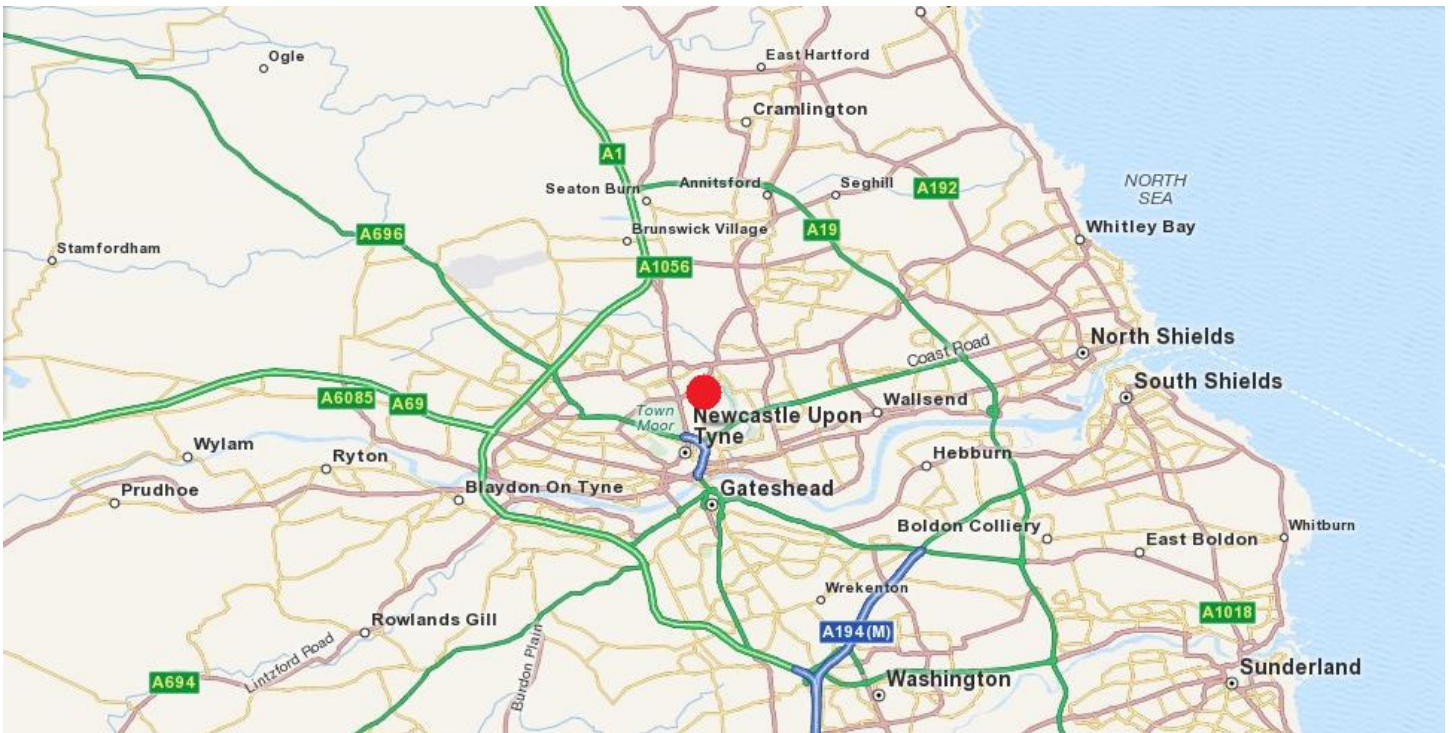 Ogle
East Hartford
Cramlington
A1
NORTH
SEA
Seaton Burn
Annitsford
Seghill
A192
A696
Brunswick Village
A19
Whitley Bay
Stamfordham
A1056
Coast Road
North Shields
South Shields
A6085
A69
Town
Moor
Newcastle Upon
Tyne
Wallsend
Wylam
Ryton
Hebburn
Prudhoe
Blaydon On Tyne
Gateshead
Boldon Colliery
Whitburn
East Boldon
Wrekenton
A1018
Rowlands Gill
A194(M)
Lintzford Road
Burdon Plain
A694
Washington
Sunderland